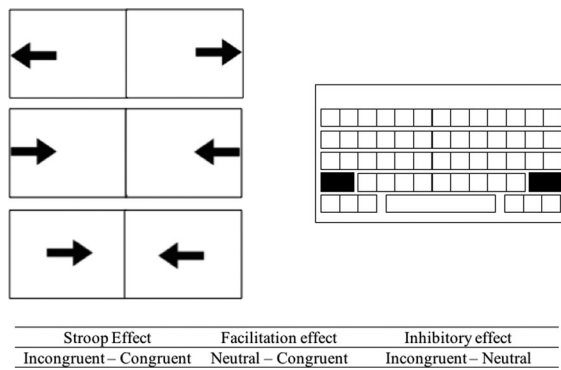 Stroop Effect Facilitation effect Inhibitory effect
Incongruent – Congruent Neutral – Congruent Incongruent – Neutral